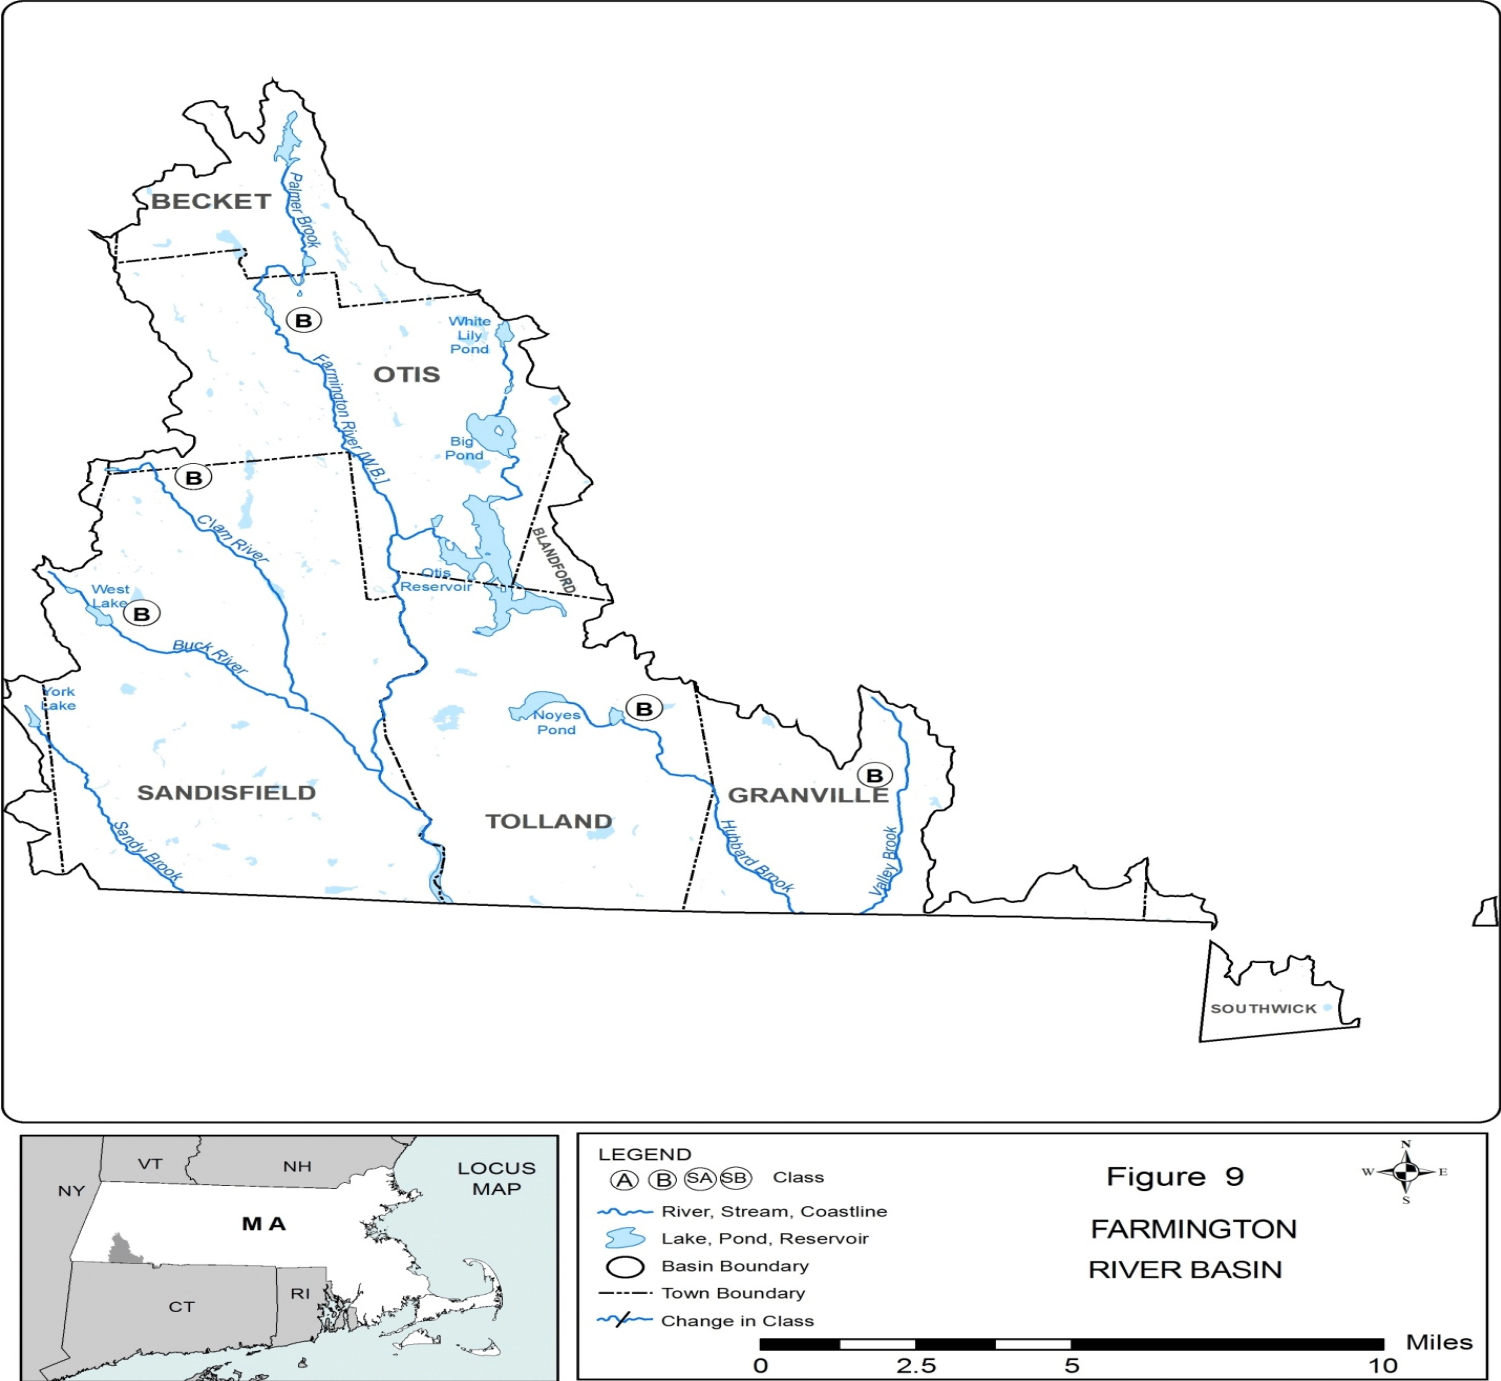 BECKET
Palmer Brook
B
White
Lily
Pond
OTIS
Farmington River [W.B.]
Big
Pond
B
Clam River
BLANDFORD
Otis
Reservoir
West
Lake
B
Buck River
York
Lake
Noyes
Pond
B
B
SANDISFIELD
GRANVILLE
TOLLAND
Sandy Brook
Hubbard Brook
Valley Brook
SOUTHWICK
VT
NH
NY
LOCUS
MAP
MA
CT
RI
LEGEND
A B SA SB Class
River, Stream, Coastline
Lake, Pond, Reservoir
Basin Boundary
Town Boundary
Change in Class
Figure 9
FARMINGTON
RIVER BASIN
N
W E
S
Miles
0 2.5 5 10